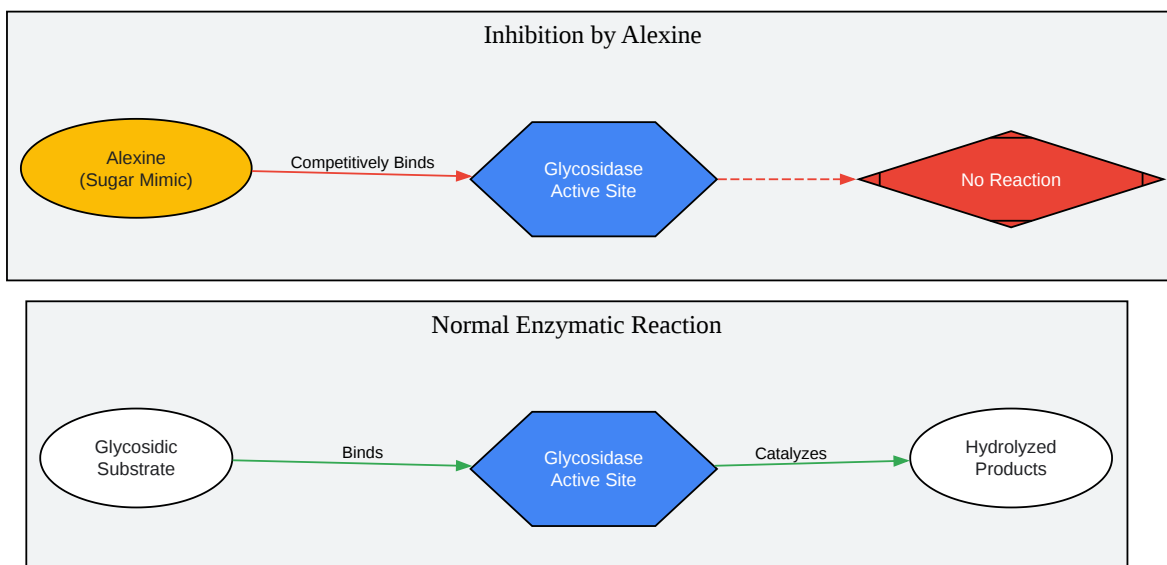 Inhibition by Alexine
Alexine
(Sugar Mimic)
Competitively Binds
Glycosidase
Active Site
No Reaction
Normal Enzymatic Reaction
Glycosidic
Substrate
Binds
Glycosidase
Active Site
Catalyzes
Hydrolyzed
Products